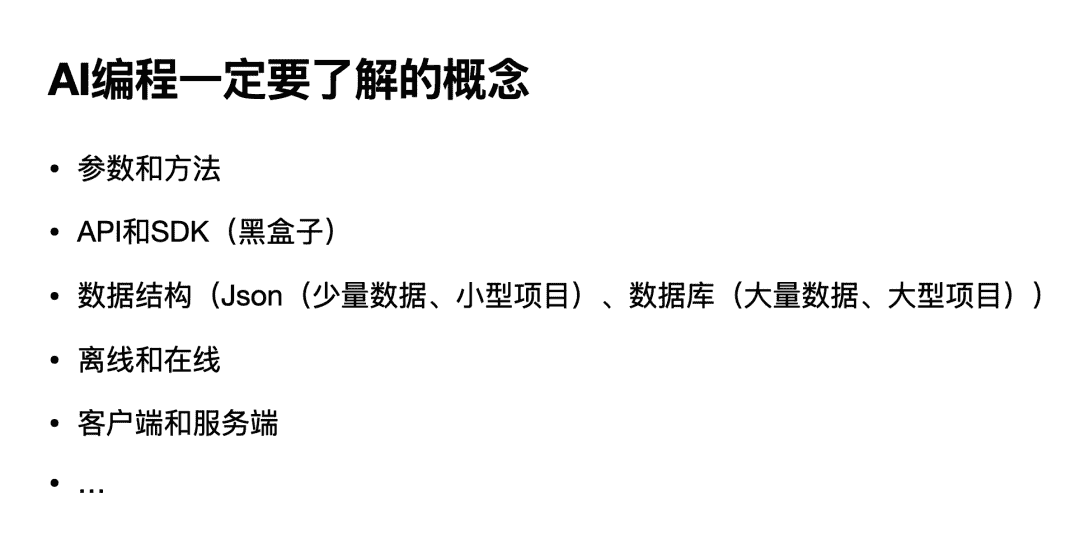 AI编程一定要了解的概念
• 参数和方法
• API和SDK（黑盒子）
• 数据结构（Json（少量数据、小型项目）、数据库（大量数据、大型项目））
• 离线和在线
• 客户端和服务端
• ...